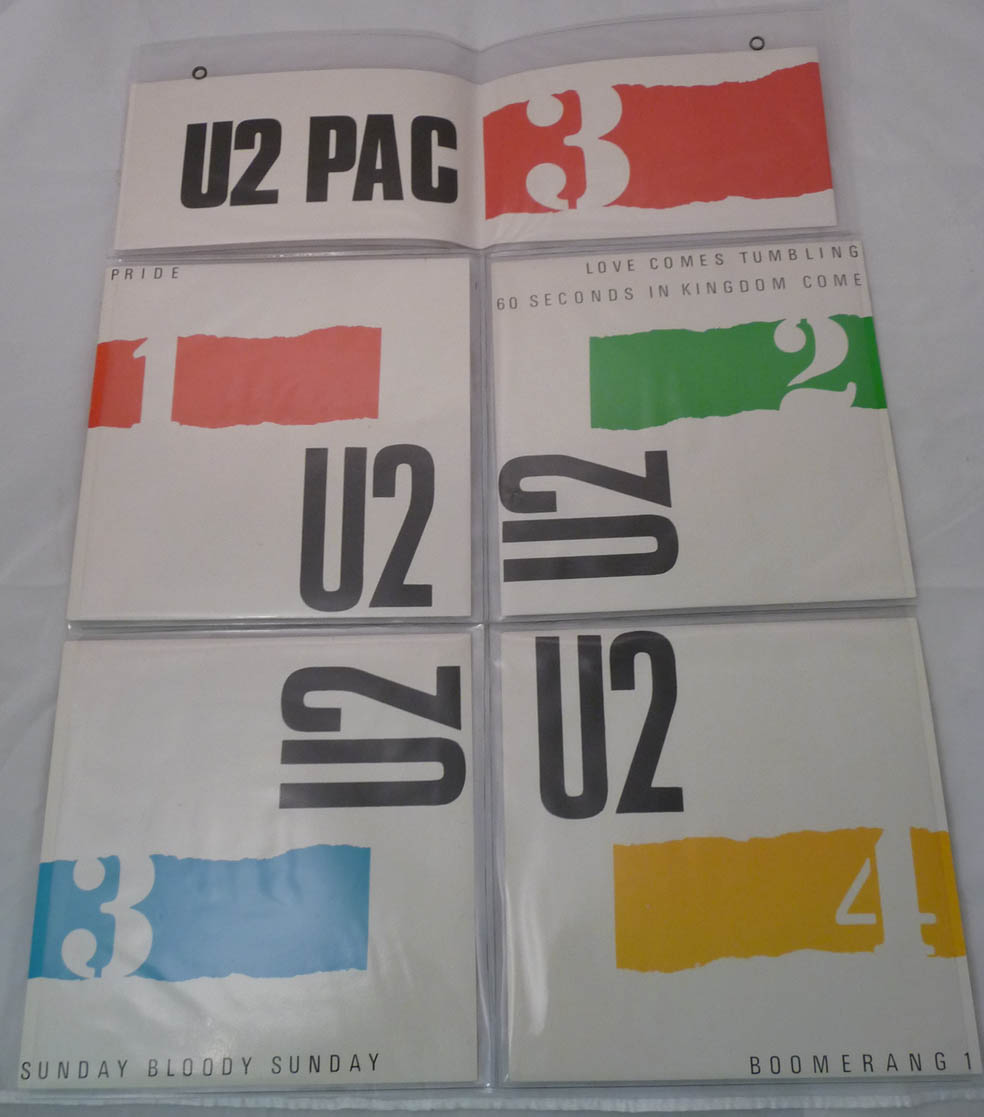 U2 PAC 3
PRIDE
1
U2
LOVE COMES TUMBLING
60 SECONDS IN KINGDOM COME
2
U2
U2
3
SUNDAY BLOODY SUNDAY
U2
4
BOOMERANG 1